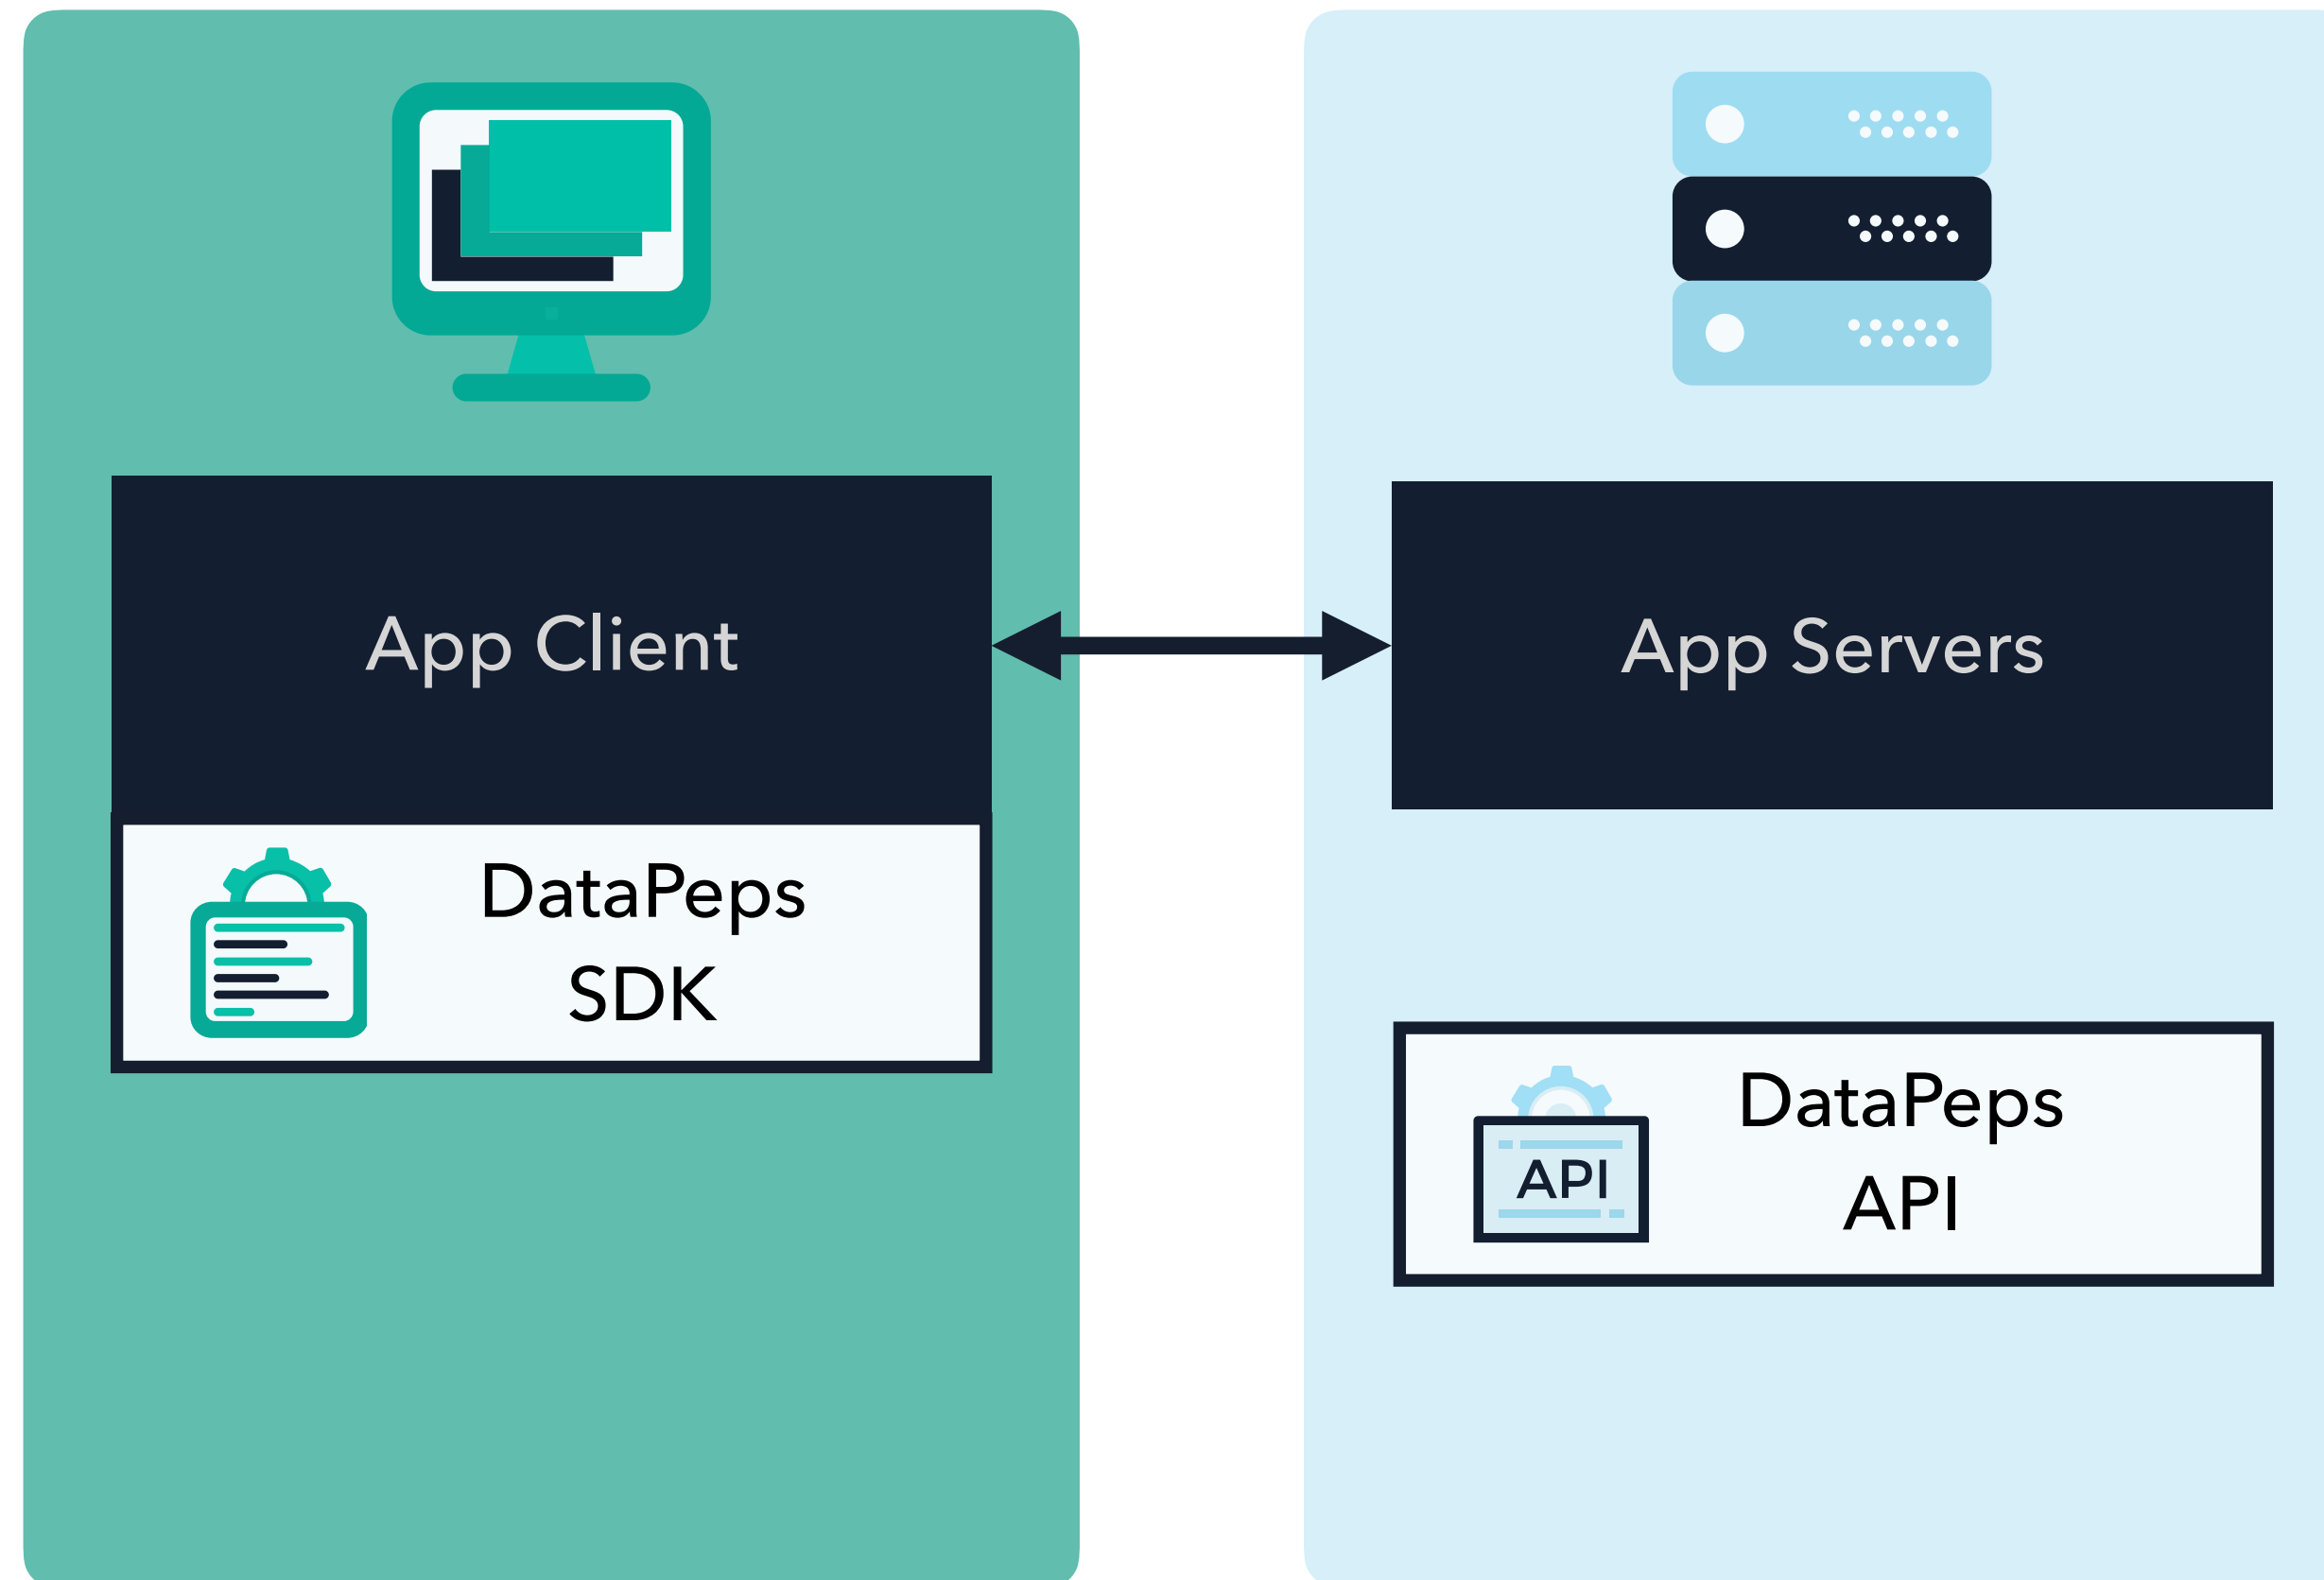 App Client
App Servers
DataPeps
SDK
DataPeps
API
API